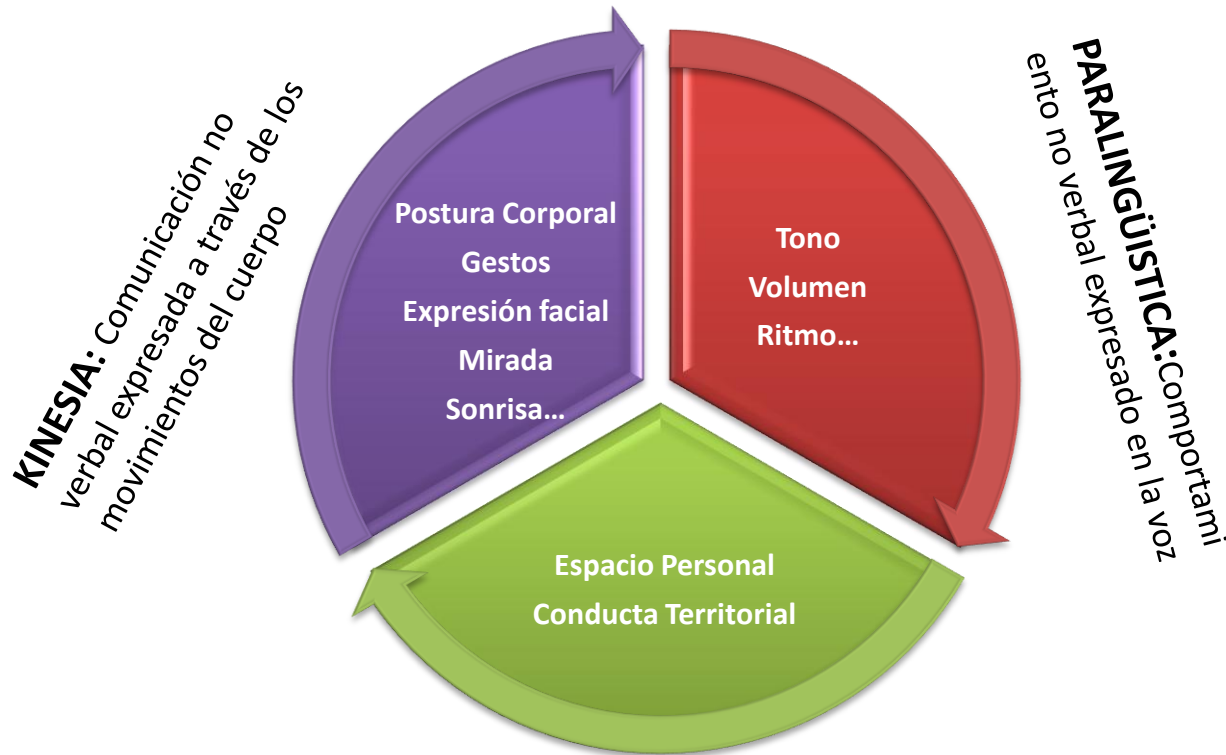 KINESIA: Comunicación no
verbal expresada a través de los
movimientos del cuerpo
Postura Corporal
Gestos
Expresión facial
Mirada
Sonrisa...
Tono
Volumen
Ritmo...
PARALINGÜISTICA:Comportami
ento no verbal expresado en la voz
Espacio Personal
Conducta Territorial